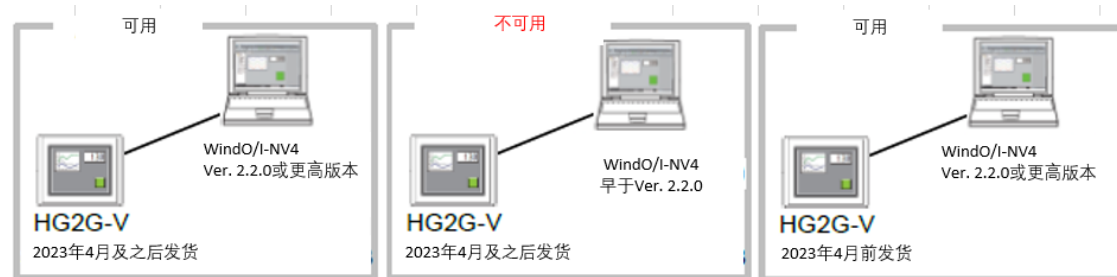 可用
WindO/I-NV4
Ver. 2.2.0或更高版本
HG2G-V
2023年4月及之后发货
不可用
WindO/I-NV4
早于Ver. 2.2.0
HG2G-V
2023年4月及之后发货
可用
WindO/I-NV4
Ver. 2.2.0或更高版本
HG2G-V
2023年4月前发货